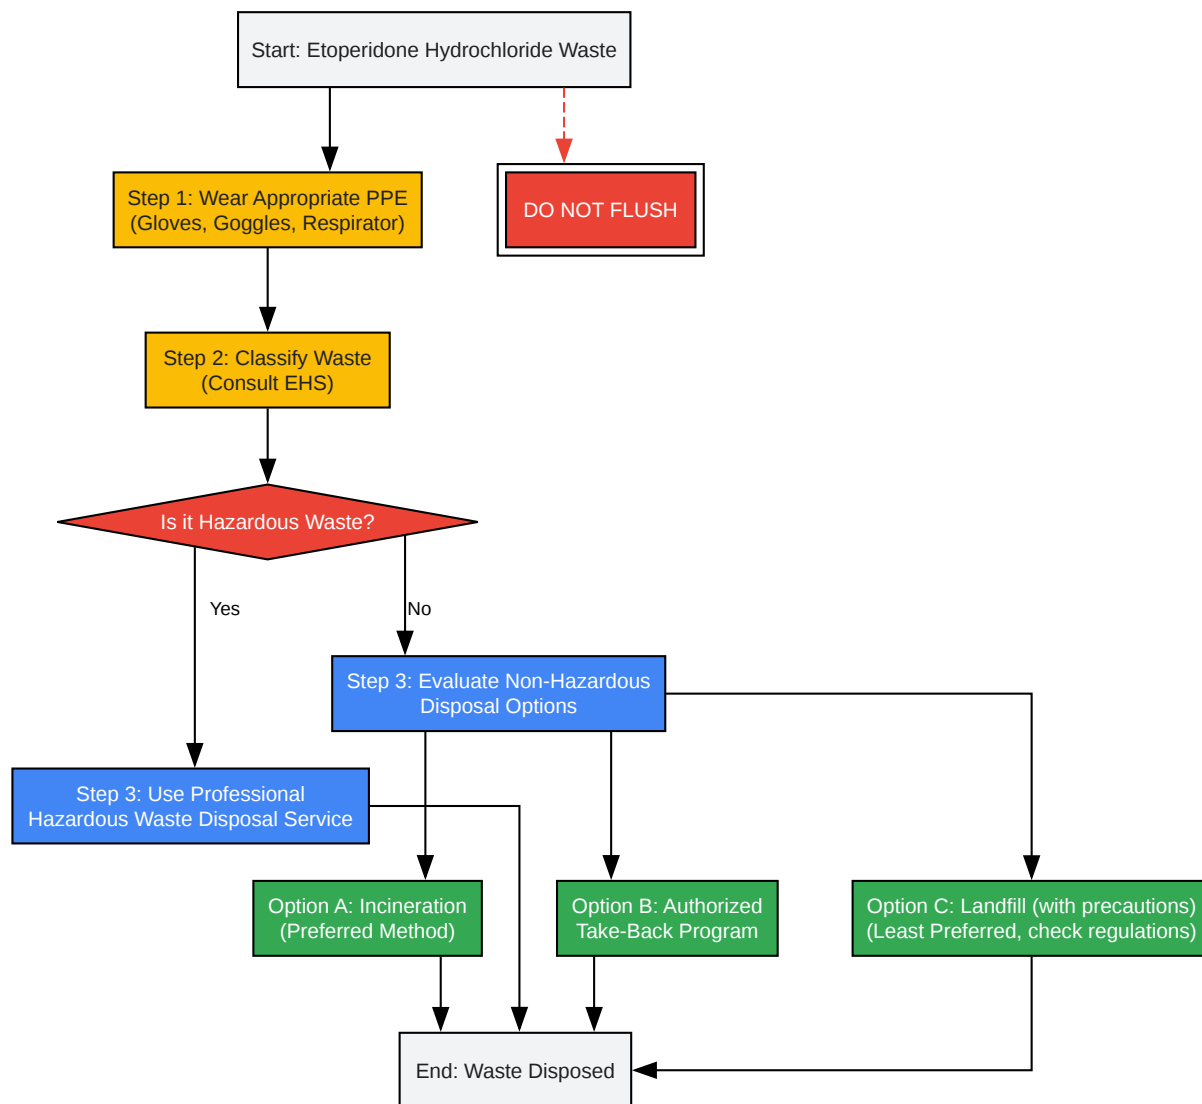 Start: Etoperidone Hydrochloride Waste
Step 1: Wear Appropriate PPE
(Gloves, Goggles, Respirator)
DO NOT FLUSH
Step 2: Classify Waste
(Consult EHS)
Is it Hazardous Waste?
Yes
No
Step 3: Evaluate Non-Hazardous
Disposal Options
Step 3: Use Professional
Hazardous Waste Disposal Service
Option A: Incineration
(Preferred Method)
Option B: Authorized
Take-Back Program
Option C: Landfill (with precautions)
(Least Preferred, check regulations)
End: Waste Disposed